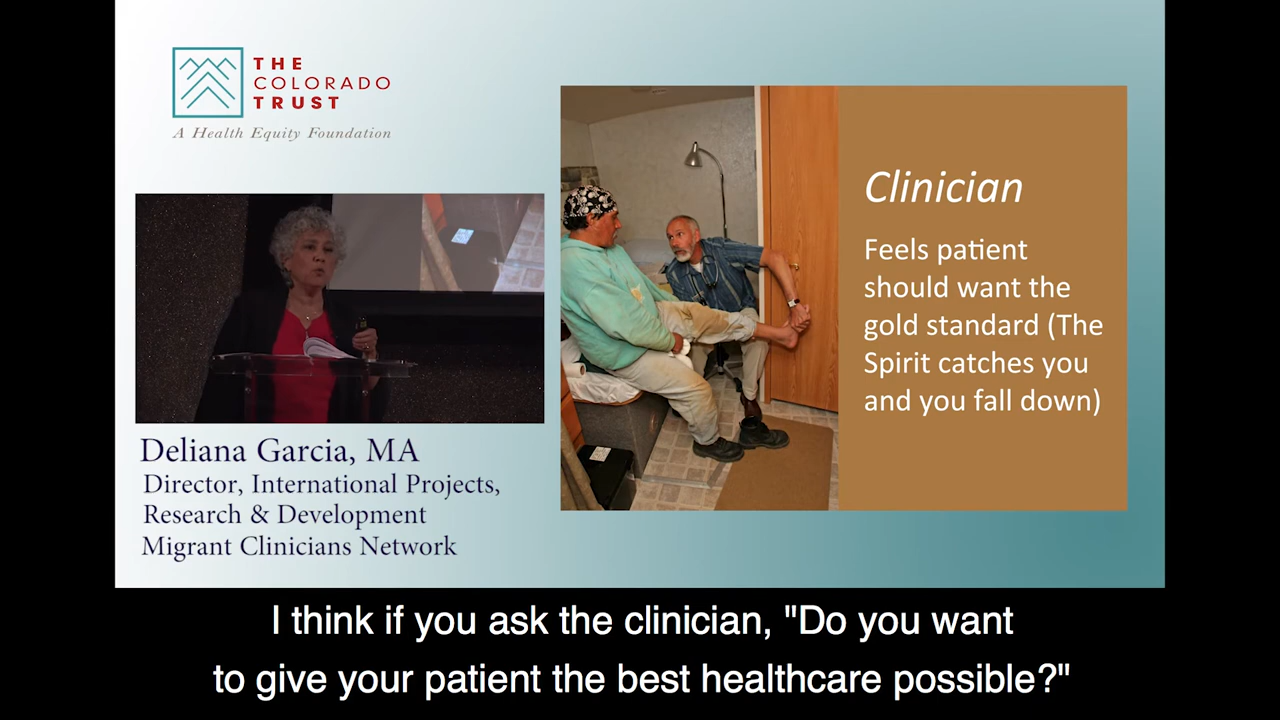 THE
COLORADO
TRUST
A Health Equity Foundation
Clinician
Feels patient
should want the
gold standard (The
Spirit catches you
and you fall down)
Deliana Garcia, MA
Director, International Projects,
Research & Development
Migrant Clinicians Network
I think if you ask the clinician, "Do you want
to give your patient the best healthcare possible?"